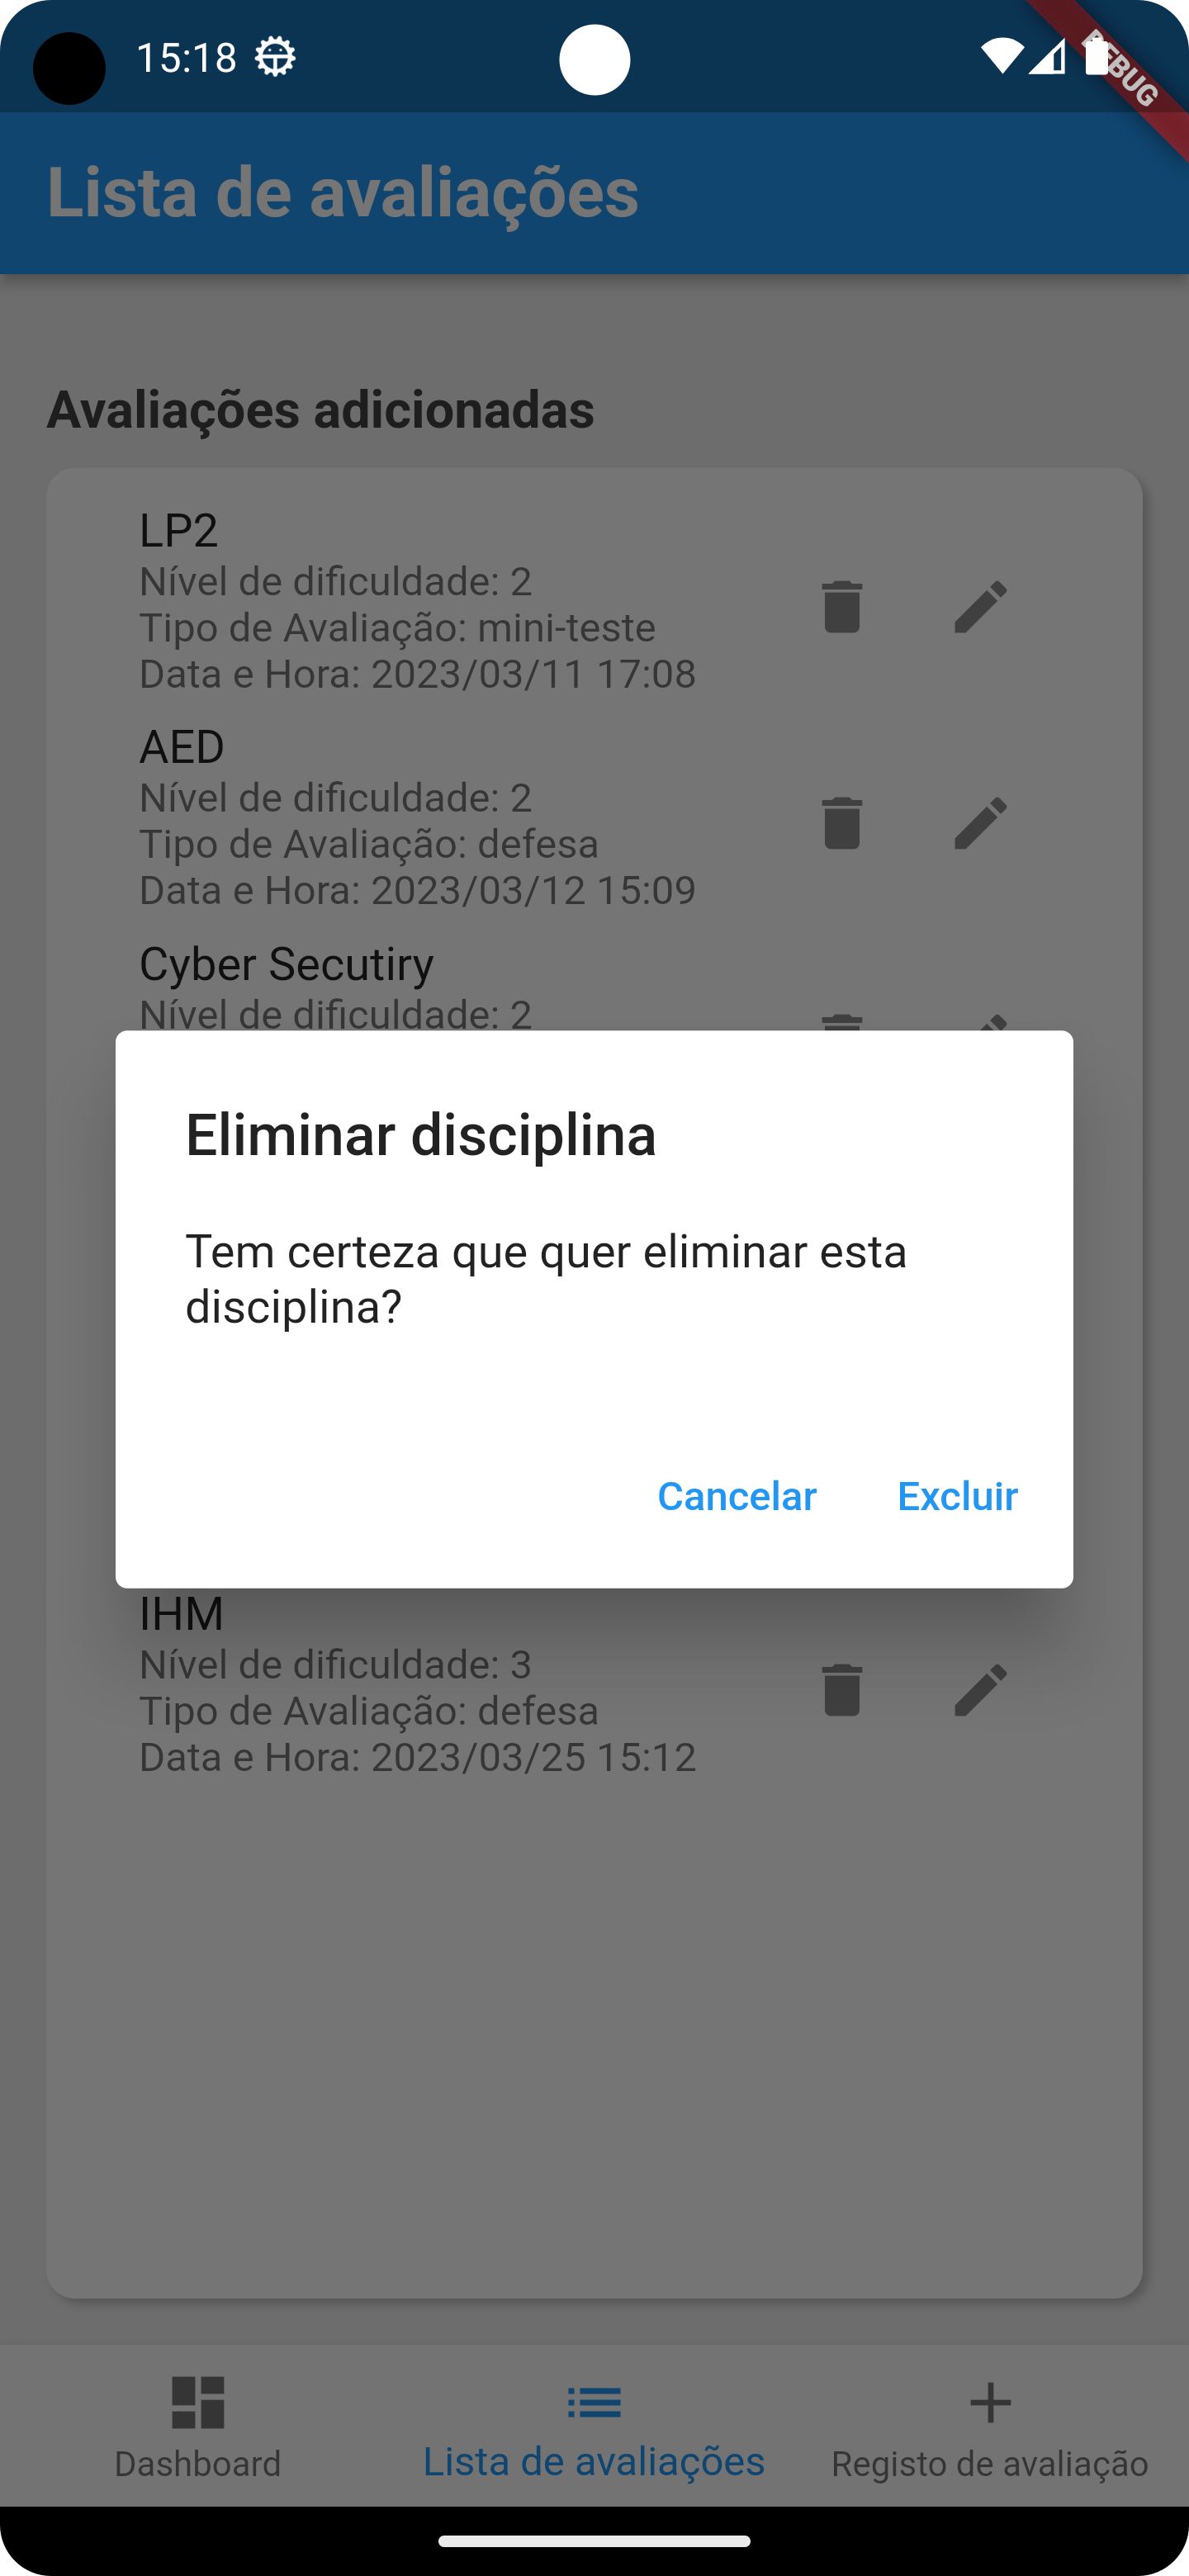 15:18
DEBUG
Lista de avaliações
Avaliações adicionadas
LP2
Nível de dificuldade: 2
Tipo de Avaliação: mini-teste
Data e Hora: 2023/03/11 17:08
AED
Nível de dificuldade: 2
Tipo de Avaliação: defesa
Data e Hora: 2023/03/12 15:09
Cyber Secutiry
Nível de dificuldade: 2
Eliminar disciplina
Tem certeza que quer eliminar esta
disciplina?
Cancelar Excluir
IHM
Nível de dificuldade: 3
Tipo de Avaliação: defesa
Data e Hora: 2023/03/25 15:12
Dashboard Lista de avaliações Registo de avaliação